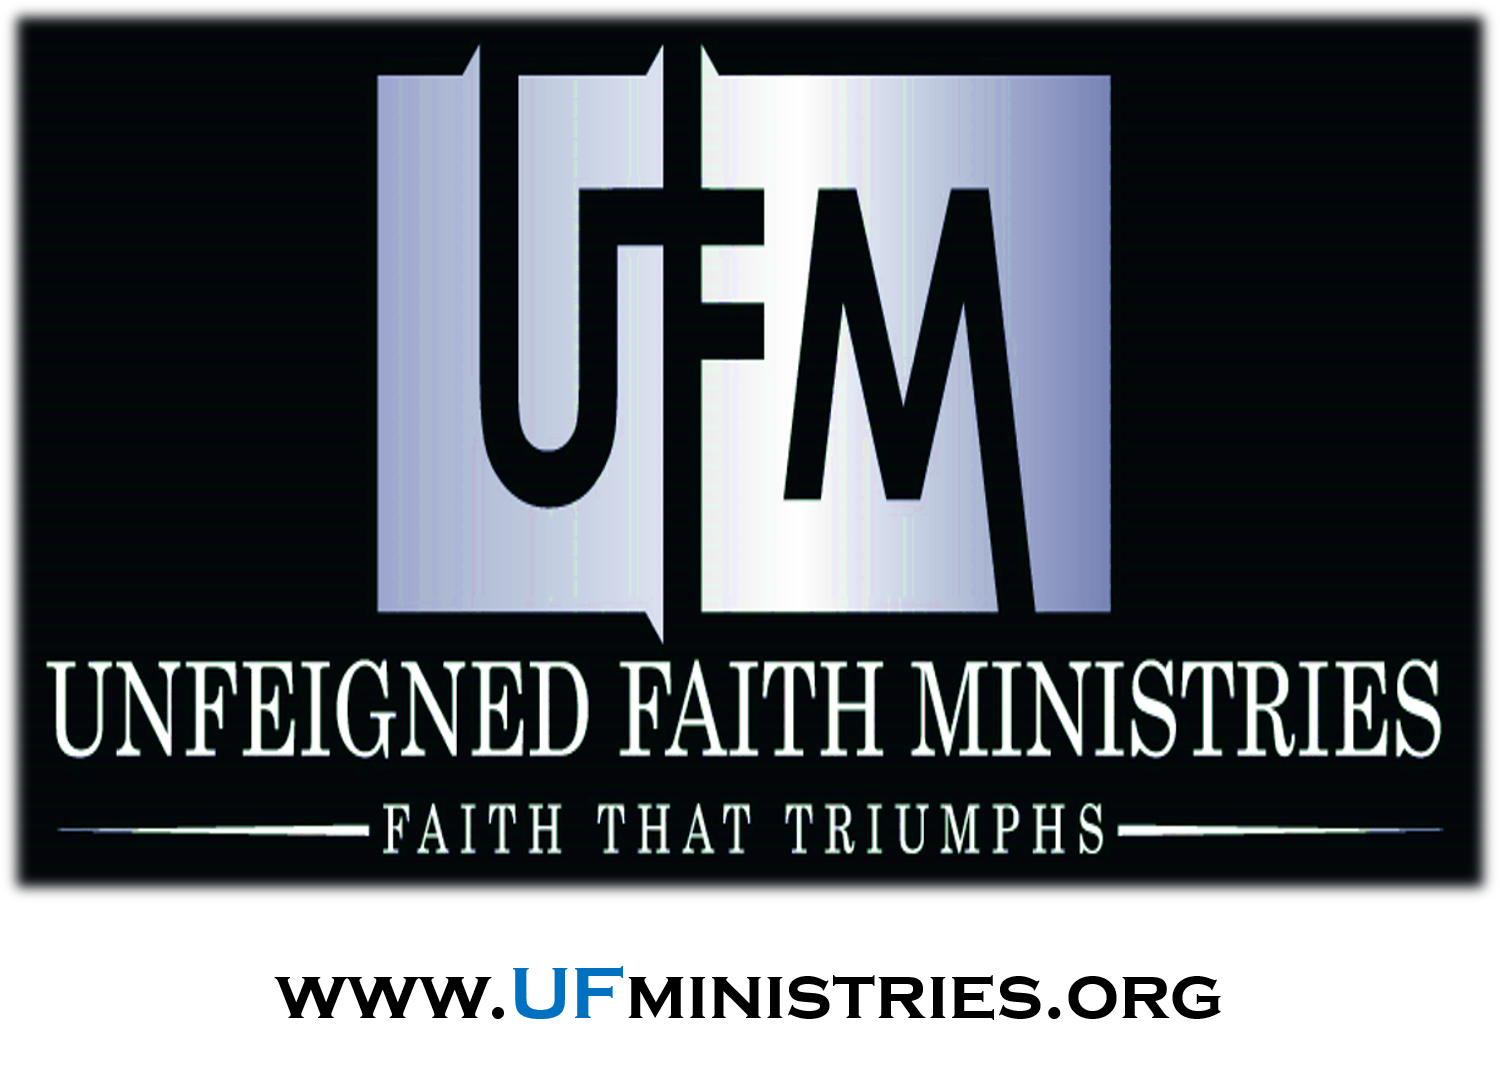 UFM
UNFEIGNED FAITH MINISTRIES
FAITH THAT TRIUMPHS
WWW.UFMINISTRIES.ORG